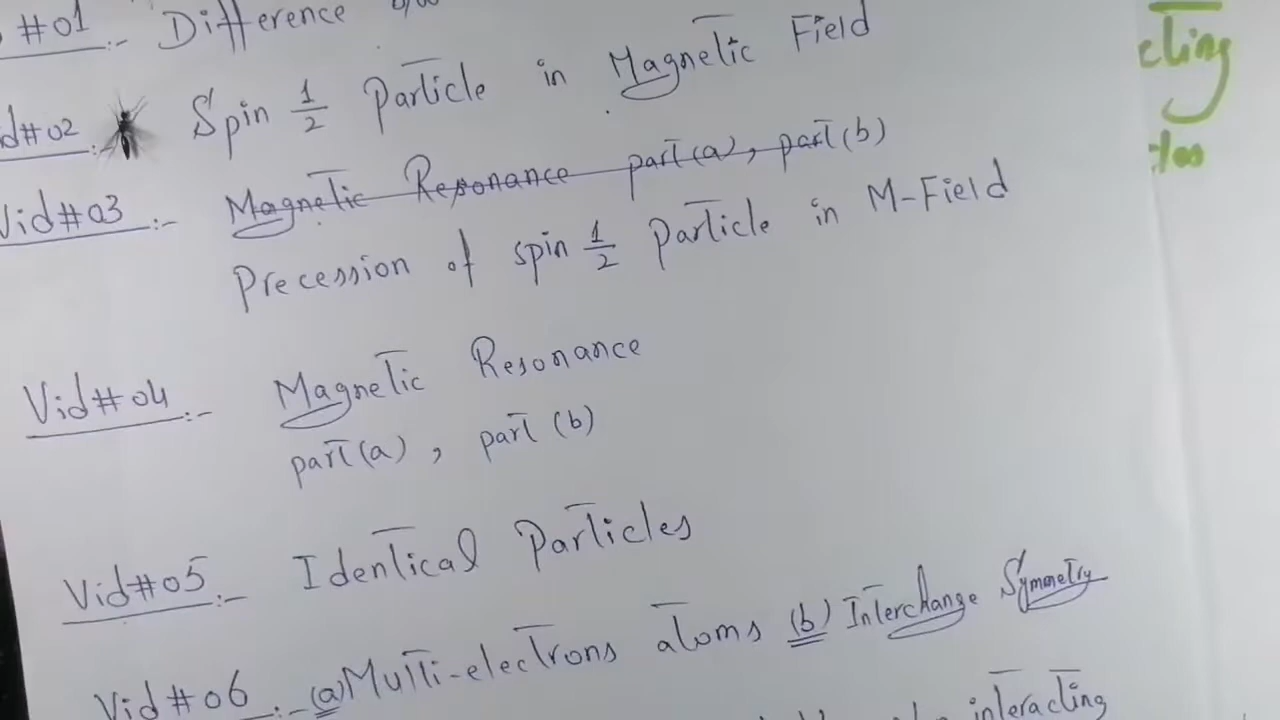 #01 :- Difference
id#02 :- Spin 1/2 Particle in Magnetic Field
Vid#03 :- Magnetic Resonance part(a), part(b)
Precession of spin 1/2 Particle in M-Field
Vid#04 :- Magnetic Resonance
part(a), part(b)
Vid#05 :- Identical Particles
Vid#06 :- (a) Multi-electrons atoms (b) Interchange Symmetry
interacting
cting